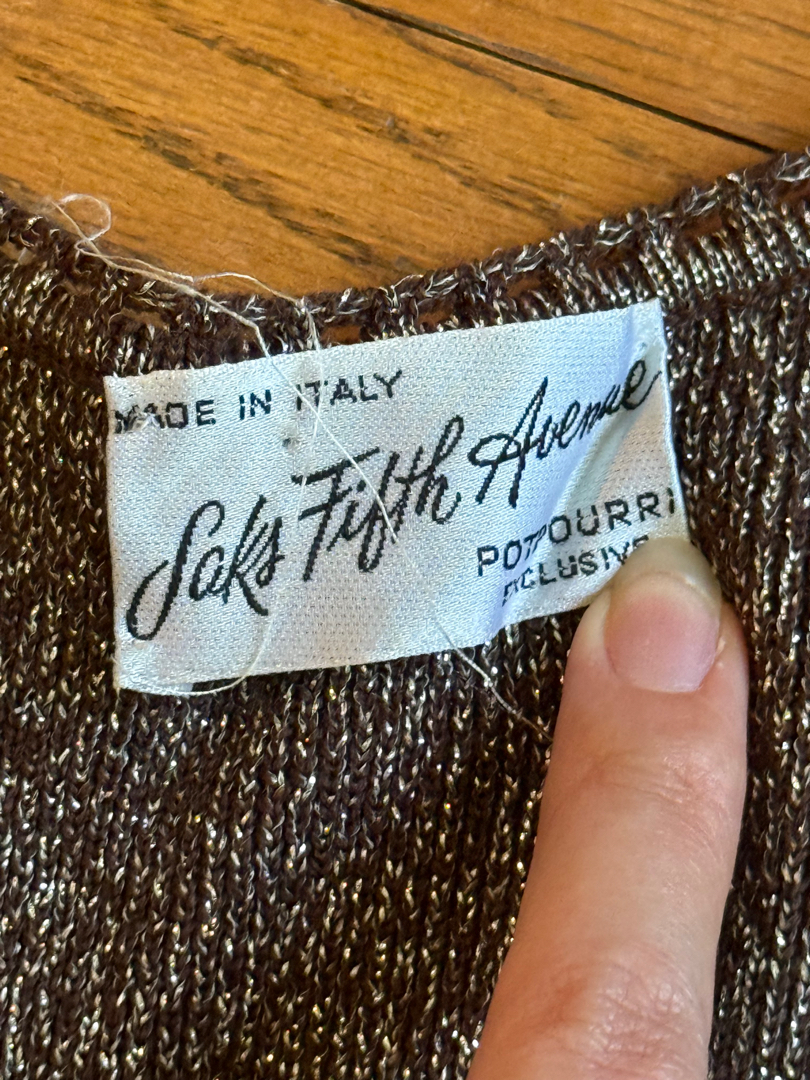 MADE IN ITALY
Saks Fifth Avenue
POTPOURRI
EXCLUSIVE